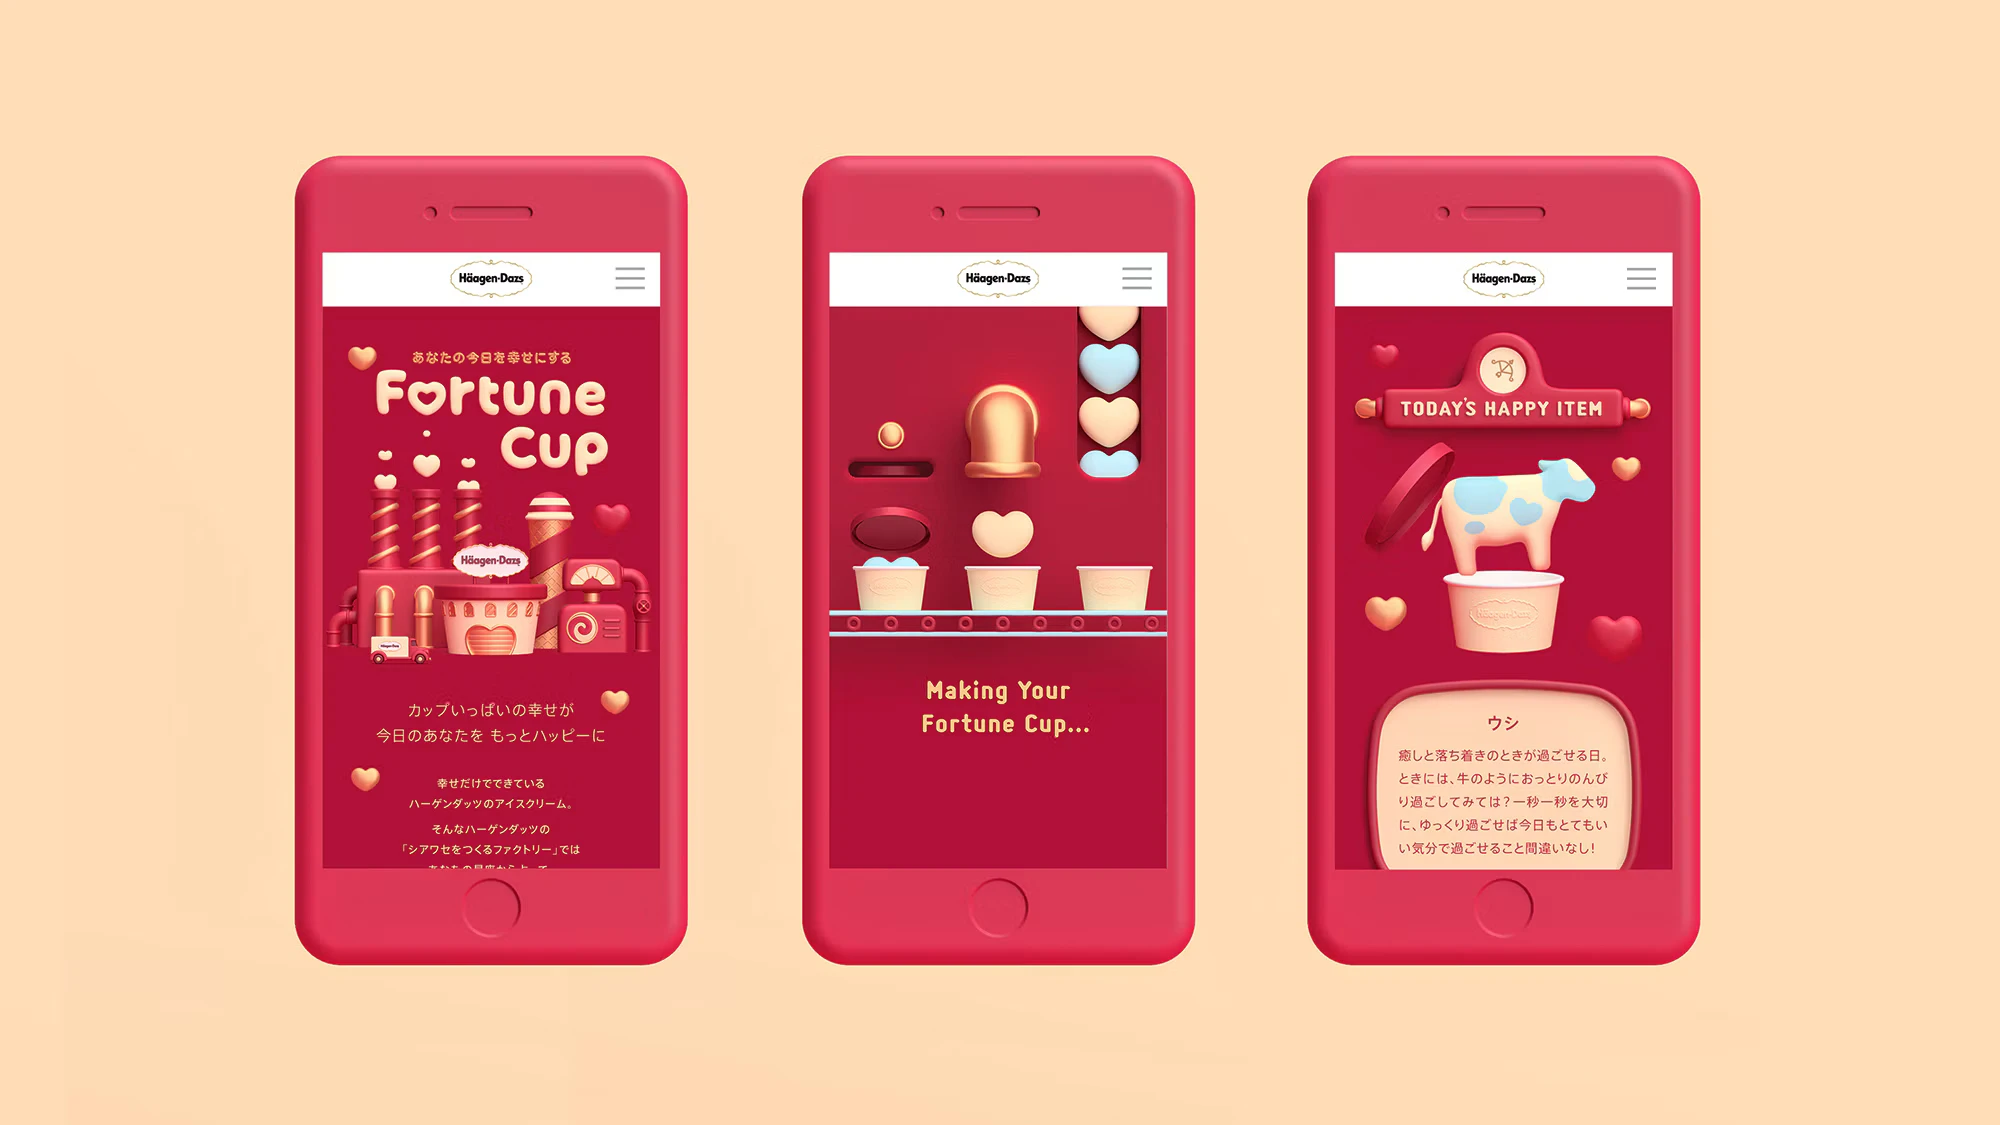 Häagen-Dazs
あなたの今日を幸せにする
Fortune
Cup
Häagen-Dazs
Häagen-Dazs
カップいっぱいの幸せが
今日のあなたを もっとハッピーに
幸せだけでできている
ハーゲンダッツのアイスクリーム。
そんなハーゲンダッツの
「シアワセをつくるファクトリー」では
Häagen-Dazs
Making Your
Fortune Cup...
Häagen-Dazs
TODAY'S HAPPY ITEM
Häagen-Dazs
ウシ
癒しと落ち着きのときが過ごせる日。
ときには、牛のようにおっとりのんび
り過ごしてみては？一秒一秒を大切
に、ゆっくり過ごせば今日もとてもい
い気分で過ごせること間違いなし！